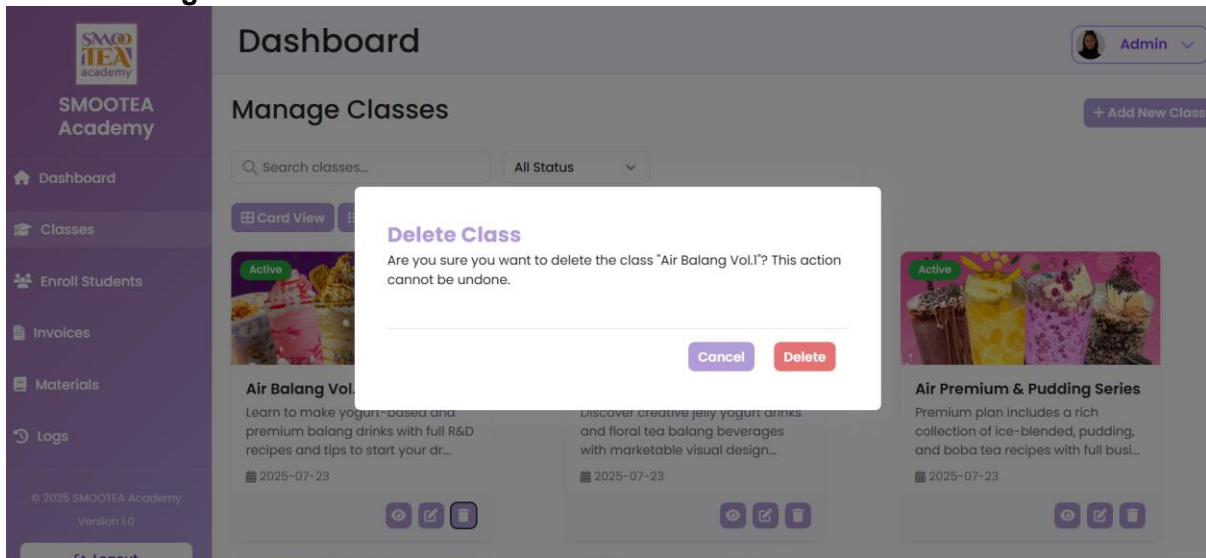 SMOOTEA
academy
SMOOTEA
Academy
Dashboard
Classes
Enroll Students
Invoices
Materials
Logs
© 2025 SMOOTEA Academy
Version 1.0
Logout
Dashboard
Admin
Manage Classes
+ Add New Class
Search classes...
All Status
Card View
Delete Class
Are you sure you want to delete the class "Air Balang Vol.1"? This action
cannot be undone.
Cancel
Delete
Active
Air Balang Vol.
Learn to make yogurt-based and
premium balang drinks with full R&D
recipes and tips to start your dr...
2025-07-23
Discover creative jelly yogurt drinks
and floral tea balang beverages
with marketable visual design...
2025-07-23
Active
Air Premium & Pudding Series
Premium plan includes a rich
collection of ice-blended, pudding,
and boba tea recipes with full busi...
2025-07-23